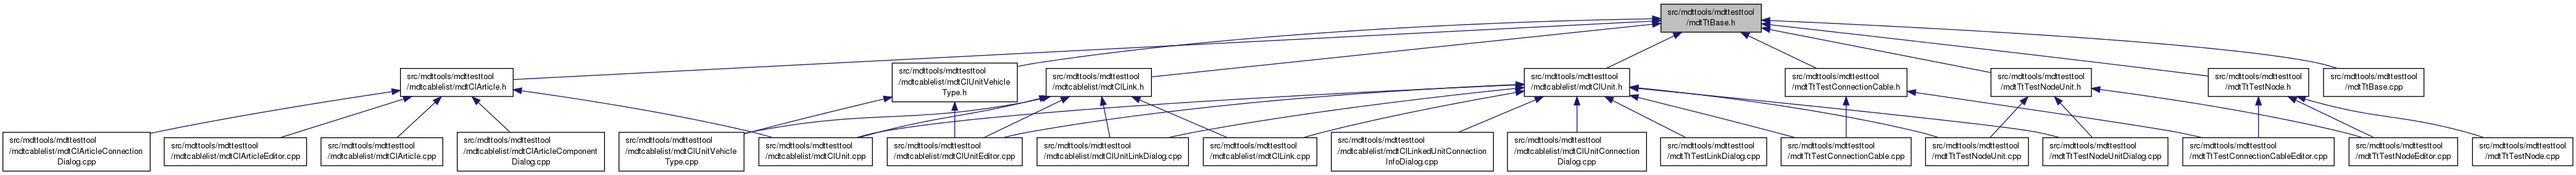 src/mdttools/mdttesttool
/mdtTtBase.h
src/mdttools/mdttesttool
/mdtcablelist/mdtClArticle.h
src/mdttools/mdttesttool
/mdtcablelist/mdtClUnitVehicle
Type.h
src/mdttools/mdttesttool
/mdtcablelist/mdtClLink.h
src/mdttools/mdttesttool
/mdtcablelist/mdtClUnit.h
src/mdttools/mdttesttool
/mdtTtTestConnectionCable.h
src/mdttools/mdttesttool
/mdtTtTestNodeUnit.h
src/mdttools/mdttesttool
/mdtTtTestNode.h
src/mdttools/mdttesttool
/mdtTtBase.cpp
src/mdttools/mdttesttool
/mdtcablelist/mdtClArticleConnection
Dialog.cpp
src/mdttools/mdttesttool
/mdtcablelist/mdtClArticleEditor.cpp
src/mdttools/mdttesttool
/mdtcablelist/mdtClArticle.cpp
src/mdttools/mdttesttool
/mdtcablelist/mdtClArticleComponent
Dialog.cpp
src/mdttools/mdttesttool
/mdtcablelist/mdtClUnitVehicle
Type.cpp
src/mdttools/mdttesttool
/mdtcablelist/mdtClUnit.cpp
src/mdttools/mdttesttool
/mdtcablelist/mdtClUnitEditor.cpp
src/mdttools/mdttesttool
/mdtcablelist/mdtClUnitLinkDialog.cpp
src/mdttools/mdttesttool
/mdtcablelist/mdtClLink.cpp
src/mdttools/mdttesttool
/mdtcablelist/mdtClLinkedUnitConnection
InfoDialog.cpp
src/mdttools/mdttesttool
/mdtcablelist/mdtClUnitConnection
Dialog.cpp
src/mdttools/mdttesttool
/mdtTtTestLinkDialog.cpp
src/mdttools/mdttesttool
/mdtTtTestConnectionCable.cpp
src/mdttools/mdttesttool
/mdtTtTestNodeUnit.cpp
src/mdttools/mdttesttool
/mdtTtTestNodeUnitDialog.cpp
src/mdttools/mdttesttool
/mdtTtTestConnectionCableEditor.cpp
src/mdttools/mdttesttool
/mdtTtTestNodeEditor.cpp
src/mdttools/mdttesttool
/mdtTtTestNode.cpp